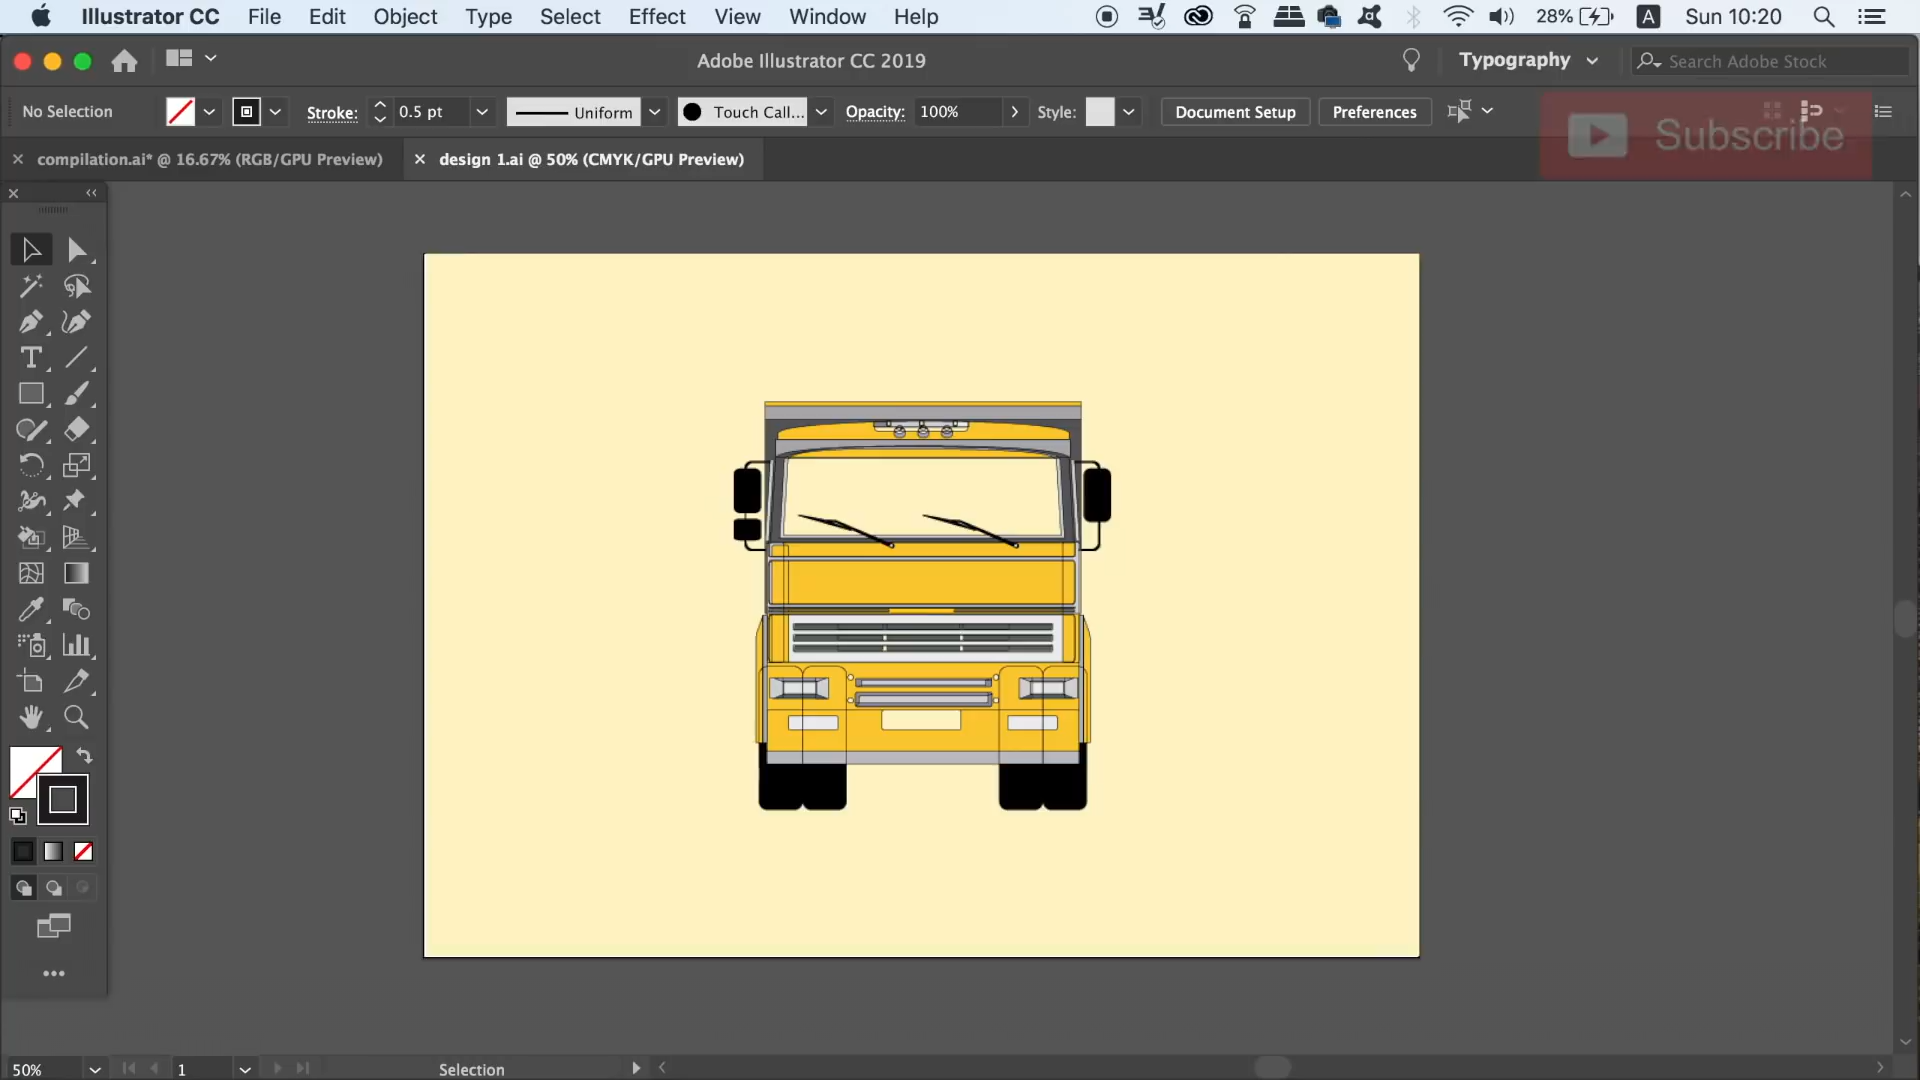 Illustrator CC File Edit Object Type Select Effect View Window Help 28% A Sun 10:20
Adobe Illustrator CC 2019 Typography Search Adobe Stock
No Selection Stroke: 0.5 pt Uniform Touch Call... Opacity: 100% Style: Document Setup Preferences
Subscribe
compilation.ai* @ 16.67% (RGB/GPU Preview) design 1.ai @ 50% (CMYK/GPU Preview)
50% 1 Selection